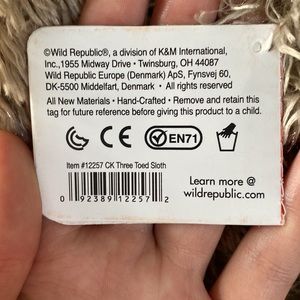 ©Wild Republic®, a division of K&M International,
Inc.,1955 Midway Drive • Twinsburg, OH 44087
Wild Republic Europe (Denmark) ApS, Fynsvej 60,
DK-5500 Middelfart, Denmark • All rights reserved
All New Materials • Hand-Crafted • Remove and retain this
tag for future reference before giving this product to a child.
CE EN71
Item #12257 CK Three Toed Sloth
Learn more @
wildrepublic.com
0 92389 12257 2